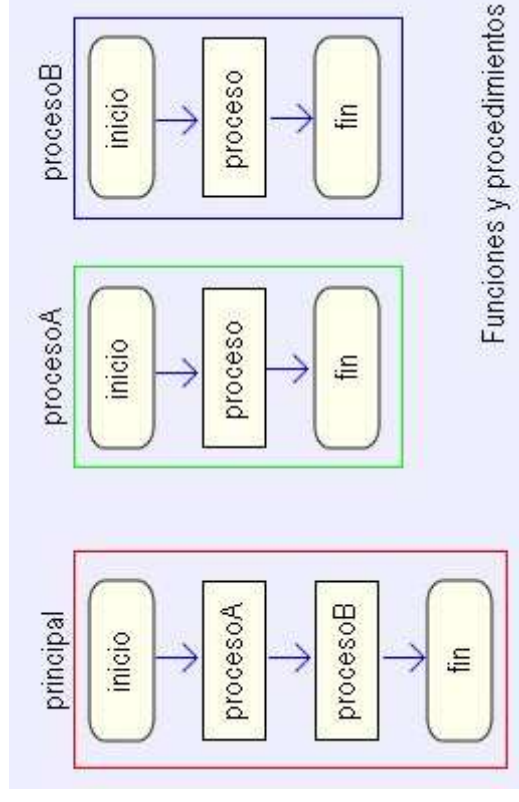 principal
inicio
procesoA
procesoB
fin
procesoA
inicio
proceso
fin
procesoB
inicio
proceso
fin
Funciones y procedimientos